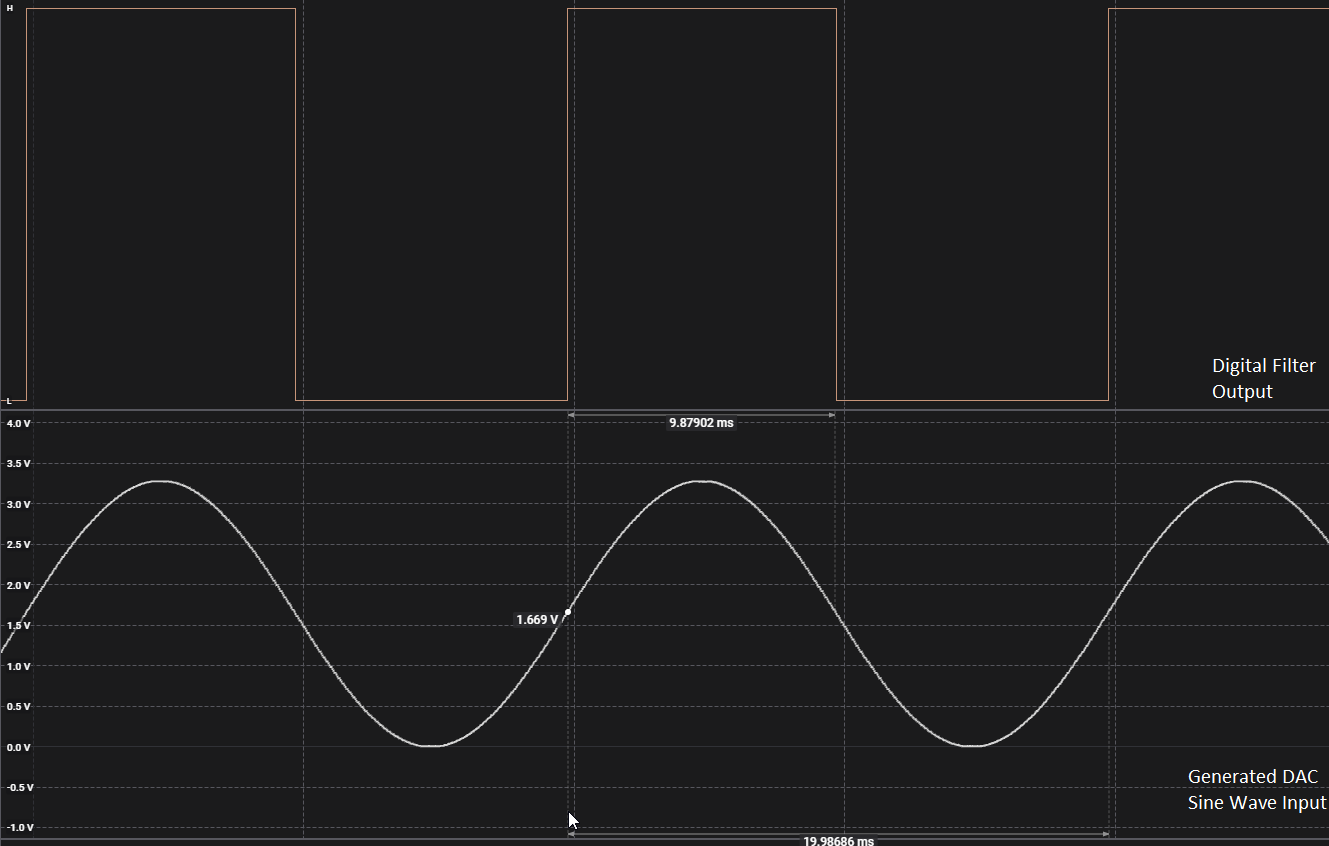 H
Digital Filter
Output
L
9.87902 ms
4.0 V
3.5 V
3.0 V
2.5 V
2.0 V
1.669 V
1.5 V
1.0 V
0.5 V
0.0 V
Generated DAC
-0.5 V
Sine Wave Input
-1.0 V
19.98686 ms